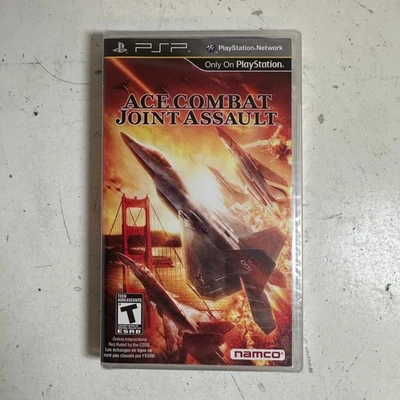 PSP PlayStation Network
Only On PlayStation.
ACE COMBAT
JOINT ASSAULT
TEEN
ADOLESCENTS
T
ESRB
Online Interactions
Not Rated by the ESRB
Les échanges en ligne ne
sont pas classés par l'ESRB
namco